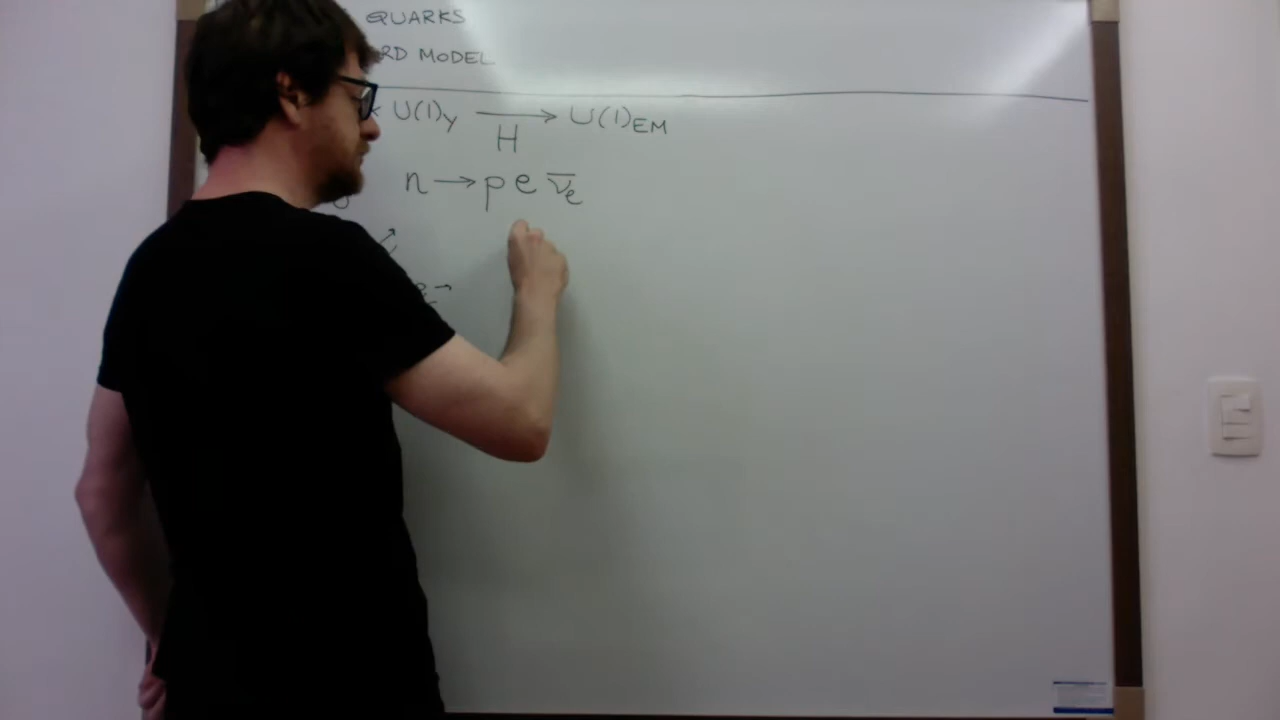 QUARKS
RD MODEL
U(1)Y → U(1)EM
H
n → p e ν̄e